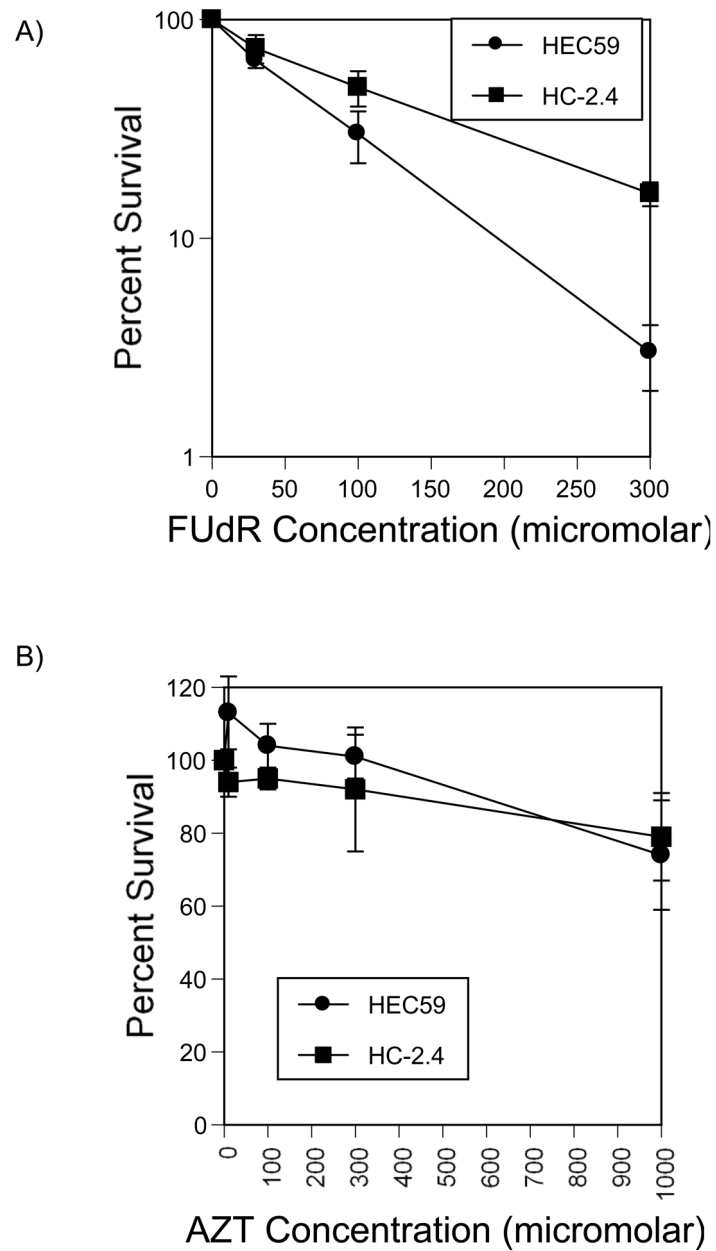 A)
100
10
1
Percent Survival
HEC59
HC-2.4
0 50 100 150 200 250 300
FUdR Concentration (micromolar)
B)
120
100
80
60
40
20
0
Percent Survival
HEC59
HC-2.4
0 100 200 300 400 500 600 700 800 900 1000
AZT Concentration (micromolar)